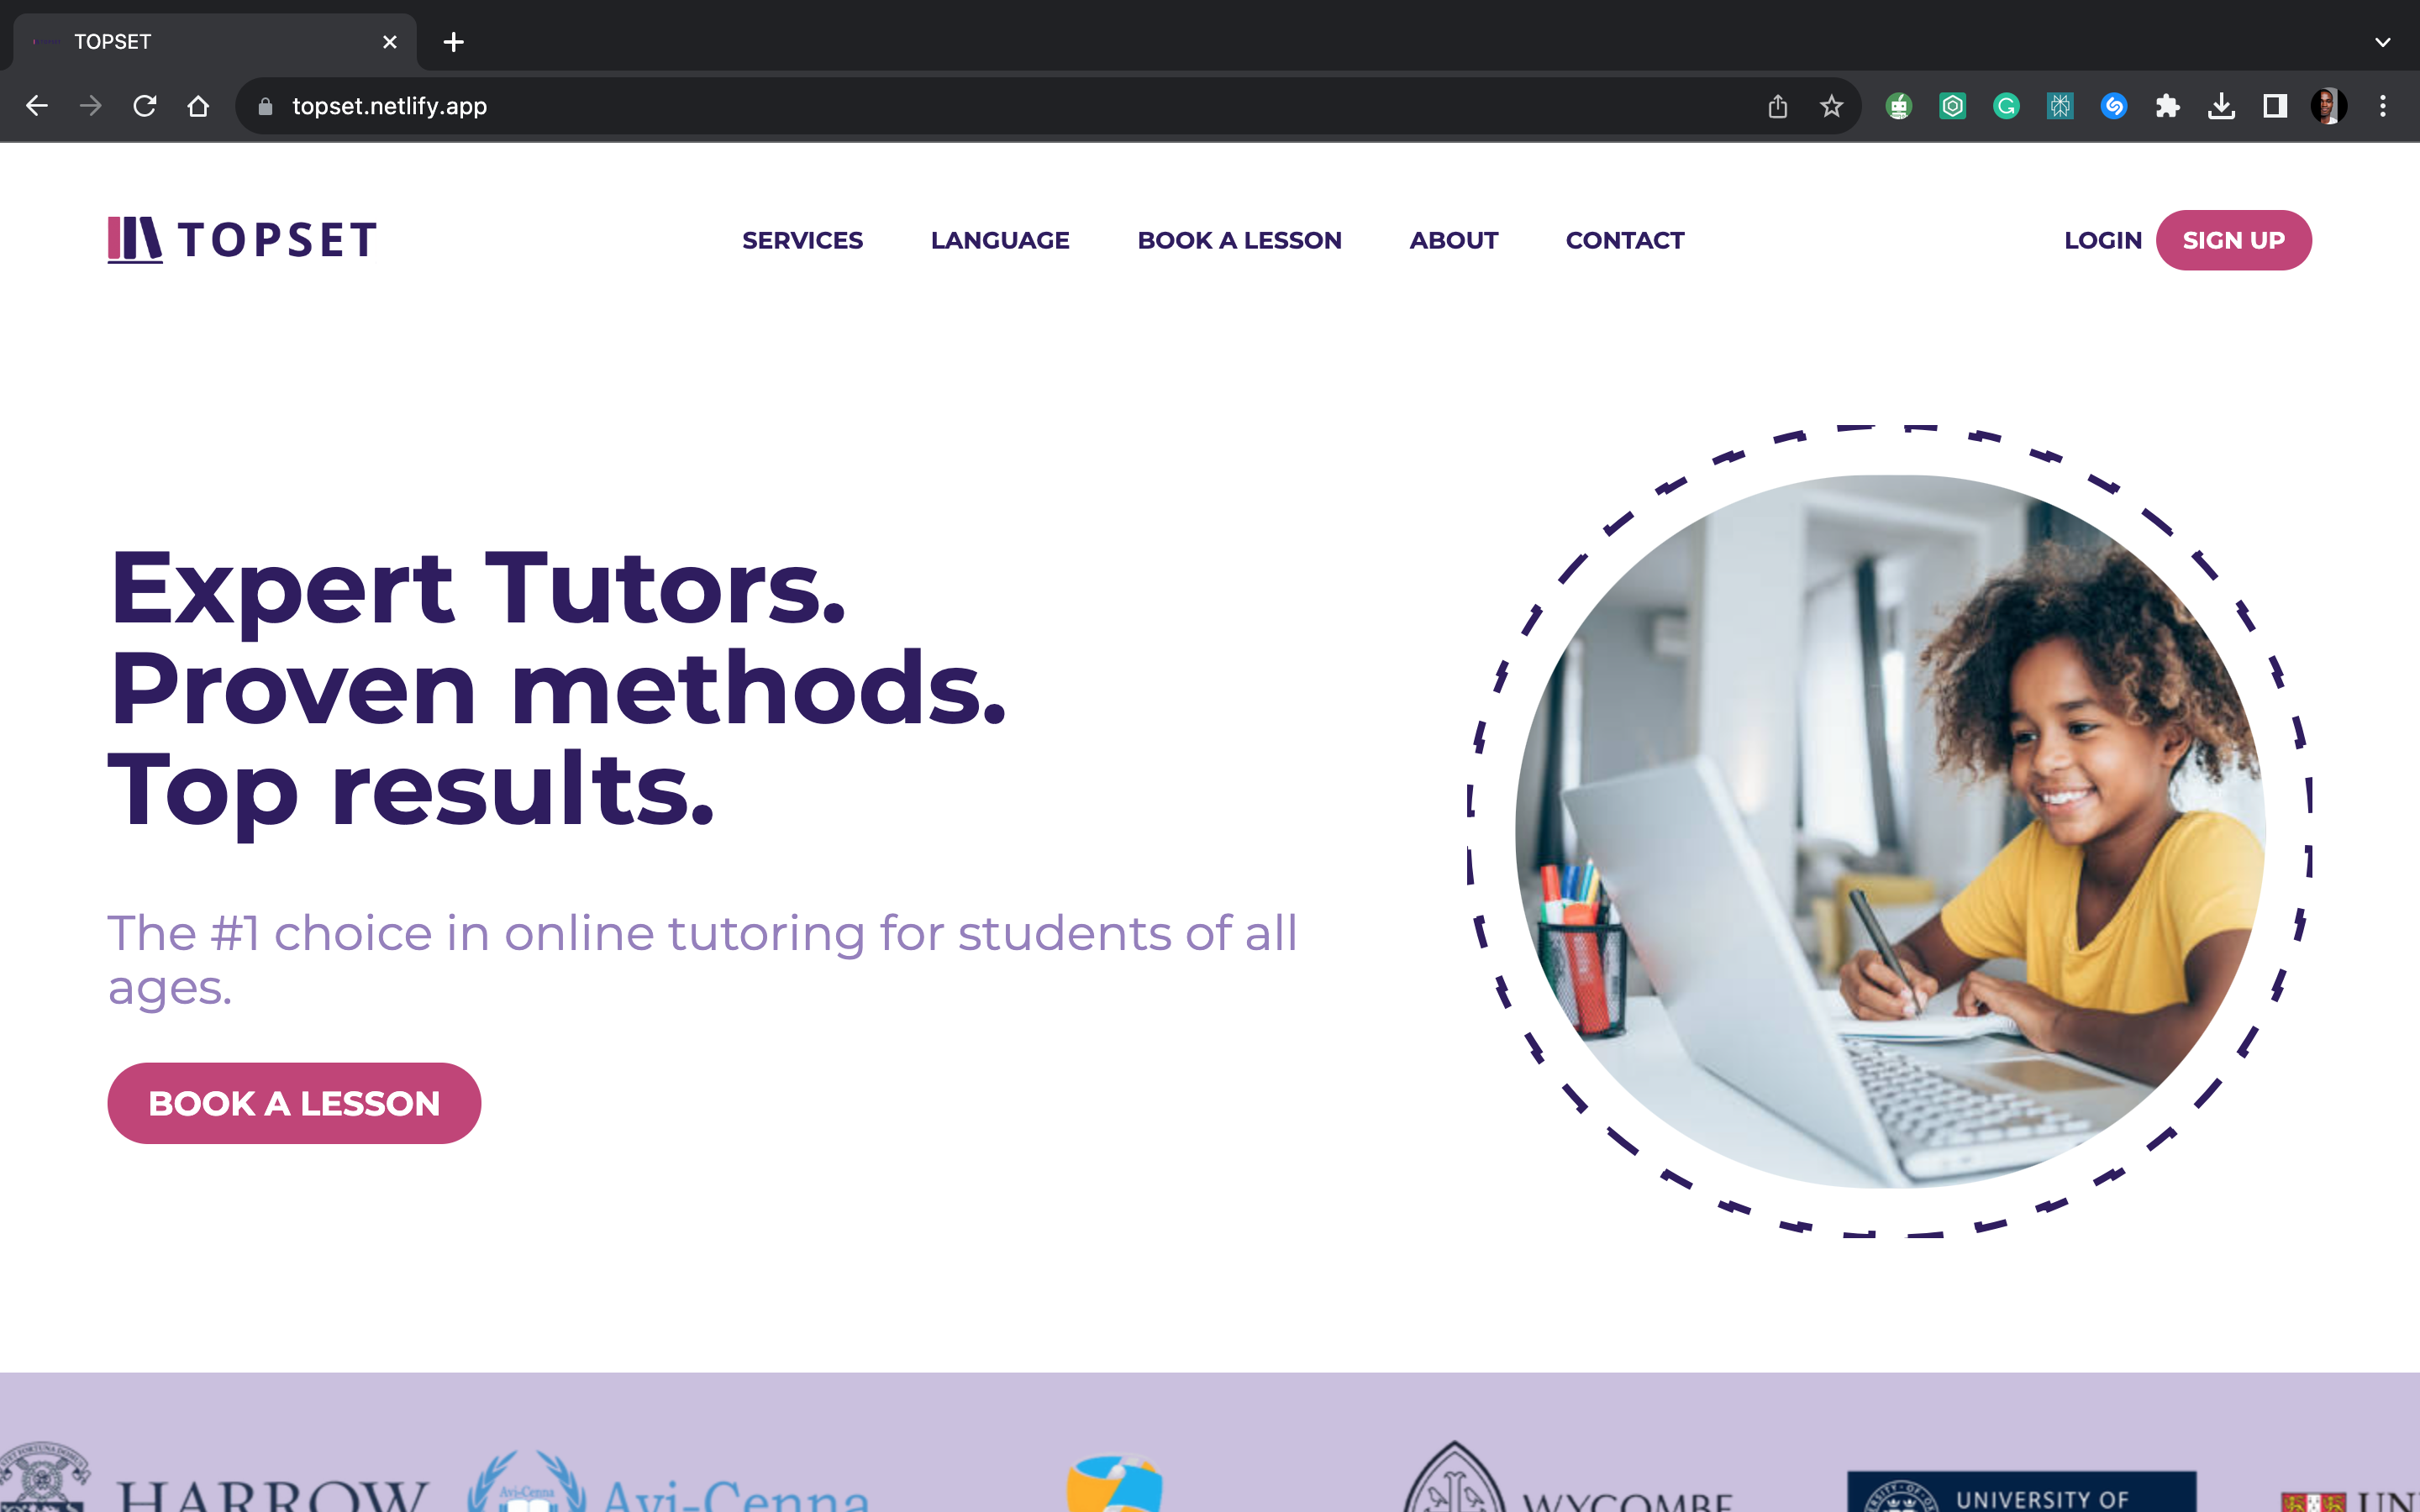 TOPSET
topset.netlify.app
TOPSET
SERVICES LANGUAGE BOOK A LESSON ABOUT CONTACT LOGIN SIGN UP
Expert Tutors.
Proven methods.
Top results.
The #1 choice in online tutoring for students of all
ages.
BOOK A LESSON
HARROW Avi-Cenna Avi-Cenna WYCOMBE UNIVERSITY OF